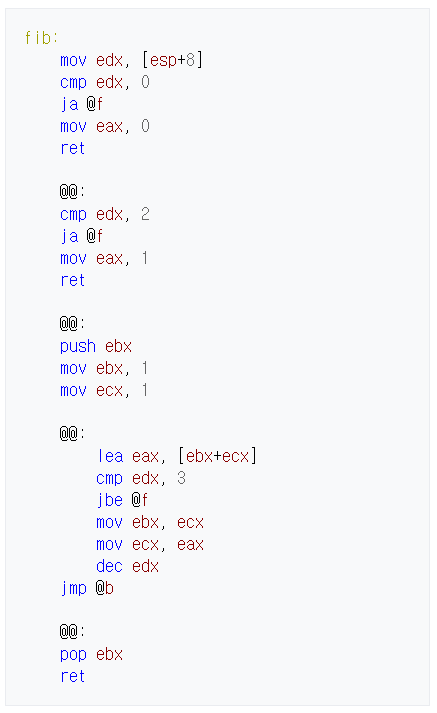 fib:
    mov edx, [esp+8]
    cmp edx, 0
    ja @f
    mov eax, 0
    ret

    @@:
    cmp edx, 2
    ja @f
    mov eax, 1
    ret

    @@:
    push ebx
    mov ebx, 1
    mov ecx, 1

    @@:
        lea eax, [ebx+ecx]
        cmp edx, 3
        jbe @f
        mov ebx, ecx
        mov ecx, eax
        dec edx
    jmp @b

    @@:
    pop ebx
    ret